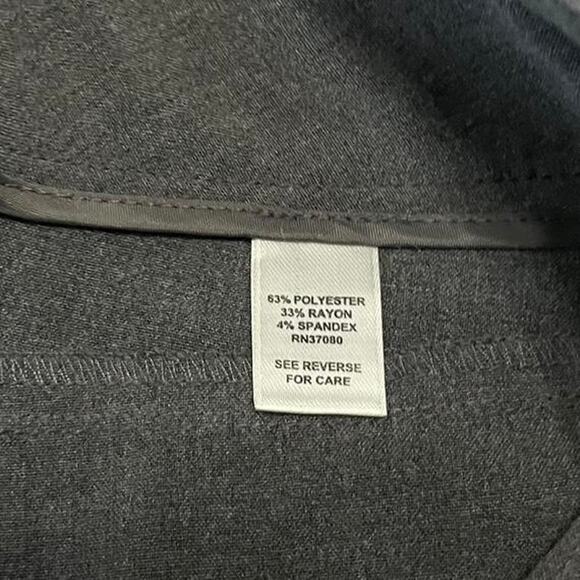 63% POLYESTER
33% RAYON
4% SPANDEX
RN37080
SEE REVERSE
FOR CARE